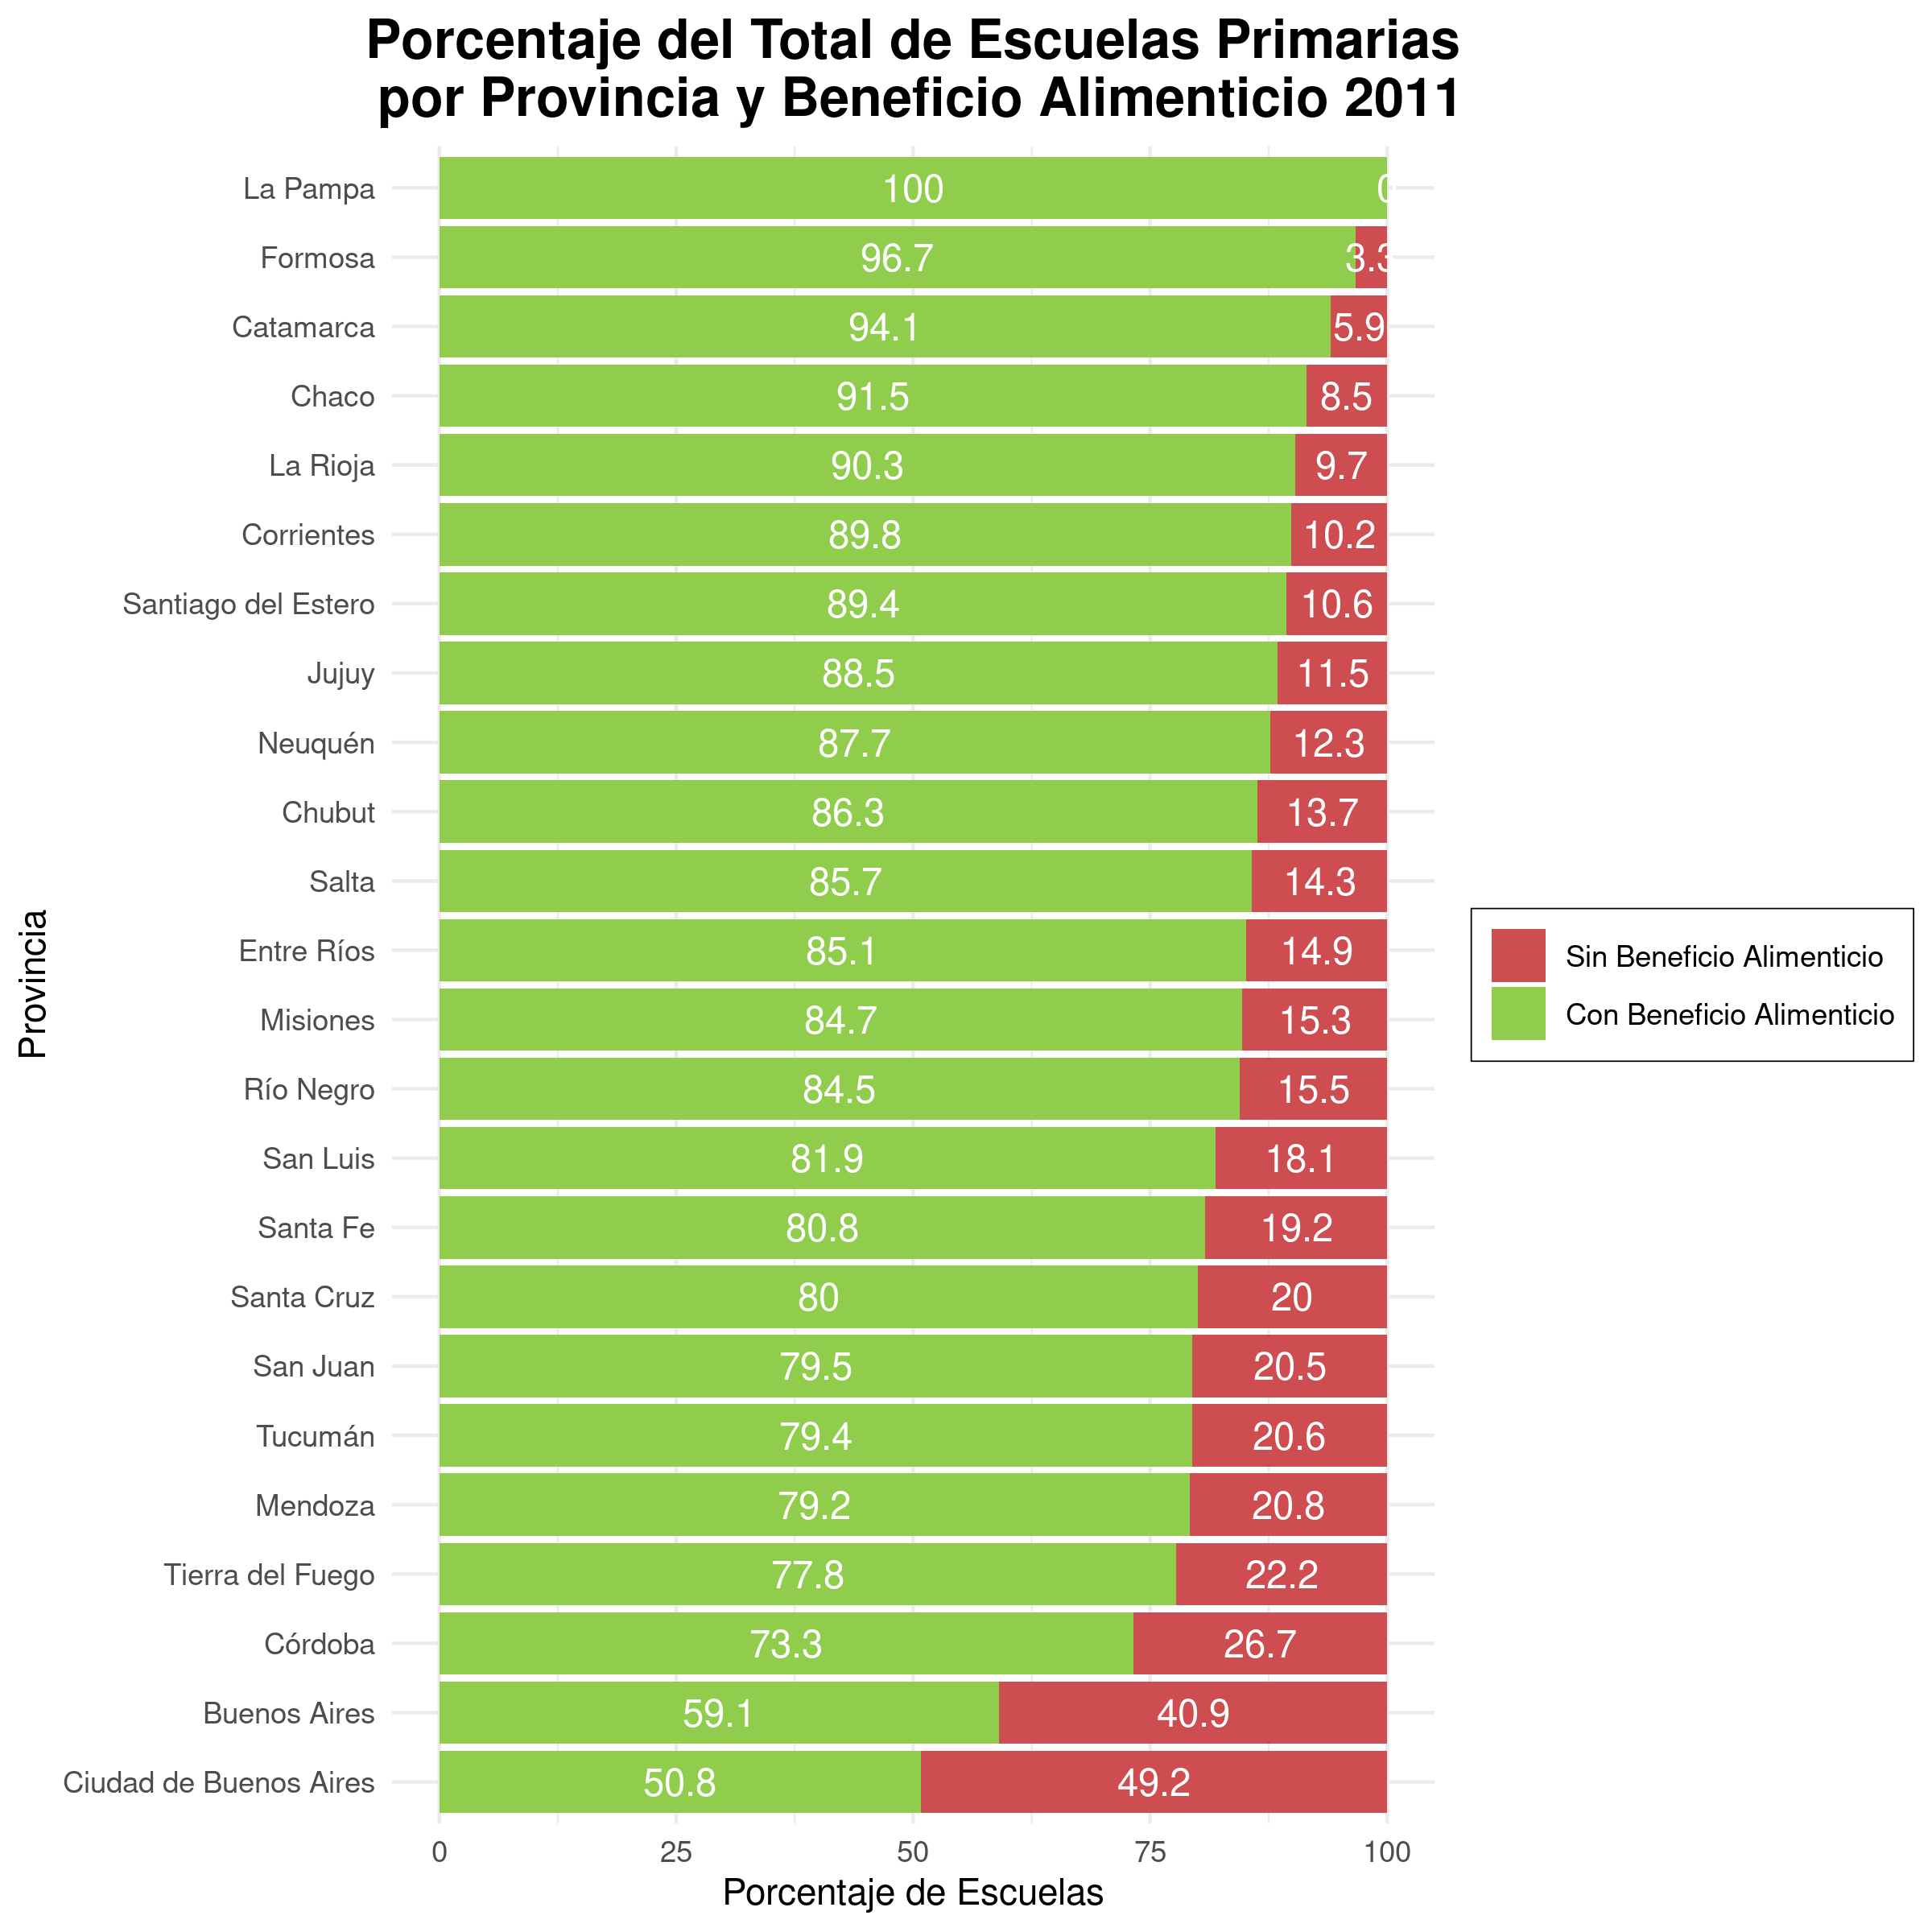 Porcentaje del Total de Escuelas Primarias
por Provincia y Beneficio Alimenticio 2011
Provincia
La Pampa 100 0
Formosa 96.7 3.3
Catamarca 94.1 5.9
Chaco 91.5 8.5
La Rioja 90.3 9.7
Corrientes 89.8 10.2
Santiago del Estero 89.4 10.6
Jujuy 88.5 11.5
Neuquén 87.7 12.3
Chubut 86.3 13.7
Salta 85.7 14.3
Entre Ríos 85.1 14.9
Misiones 84.7 15.3
Río Negro 84.5 15.5
San Luis 81.9 18.1
Santa Fe 80.8 19.2
Santa Cruz 80 20
San Juan 79.5 20.5
Tucumán 79.4 20.6
Mendoza 79.2 20.8
Tierra del Fuego 77.8 22.2
Córdoba 73.3 26.7
Buenos Aires 59.1 40.9
Ciudad de Buenos Aires 50.8 49.2
0 25 50 75 100
Porcentaje de Escuelas
Sin Beneficio Alimenticio
Con Beneficio Alimenticio